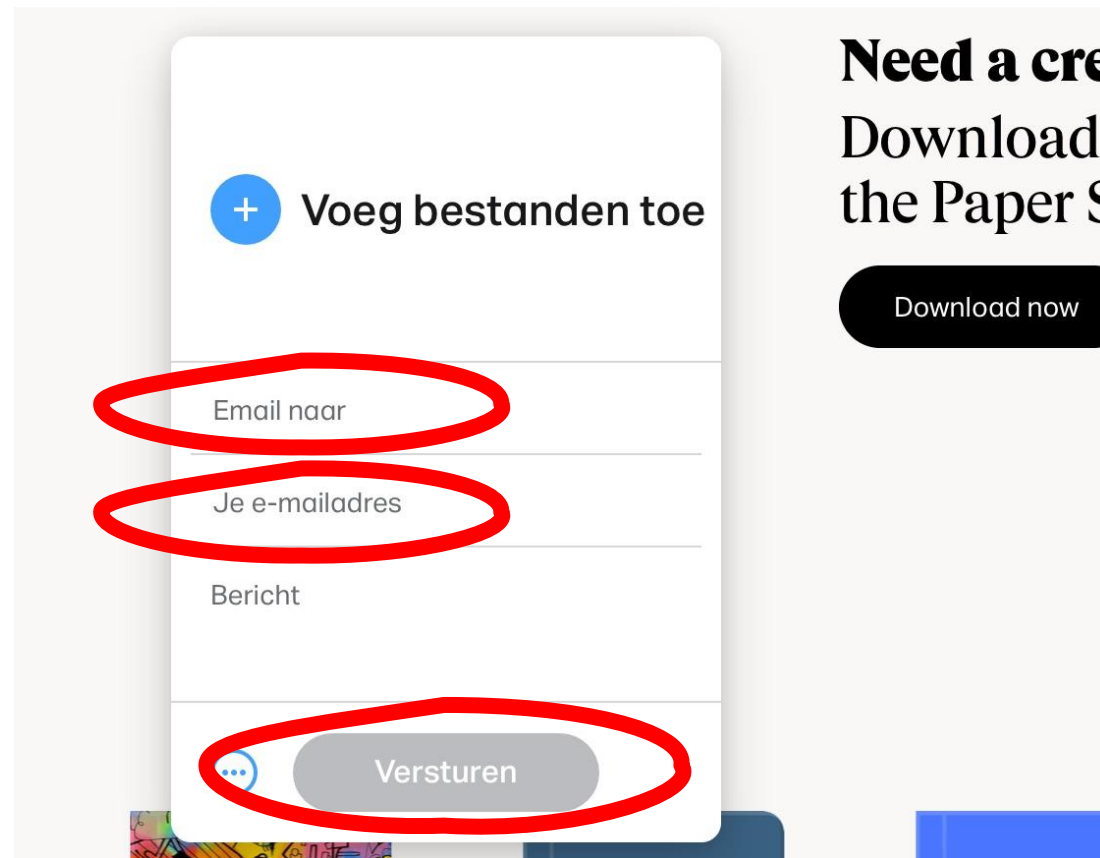 Voeg bestanden toe
Email naar
Je e-mailadres
Bericht
Versturen
Need a cre
Download
the Paper S
Download now